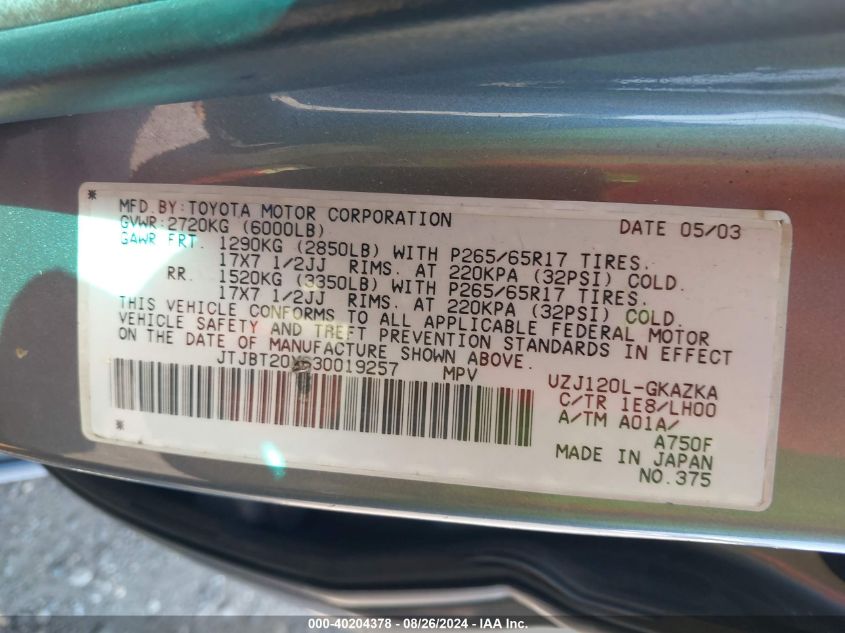 MFD BY:TOYOTA MOTOR CORPORATION DATE 05/03
GVWR:2720KG (6000LB)
GAWR FRT. 1290KG (2850LB) WITH P265/65R17 TIRES.
17X7 1/2JJ RIMS. AT 220KPA (32PSI) COLD.
RR. 1520KG (3350LB) WITH P265/65R17 TIRES.
17X7 1/2JJ RIMS. AT 220KPA (32PSI) COLD.
THIS VEHICLE CONFORMS TO ALL APPLICABLE FEDERAL MOTOR
VEHICLE SAFETY AND THEFT PREVENTION STANDARDS IN EFFECT
ON THE DATE OF MANUFACTURE SHOWN ABOVE.
MPV UZJ120L-GKAZKA
C/TR 1E8/LH00
A/TM A01A/
A750F
MADE IN JAPAN
NO.375
000-40204378 - 08/26/2024 - IAA Inc.